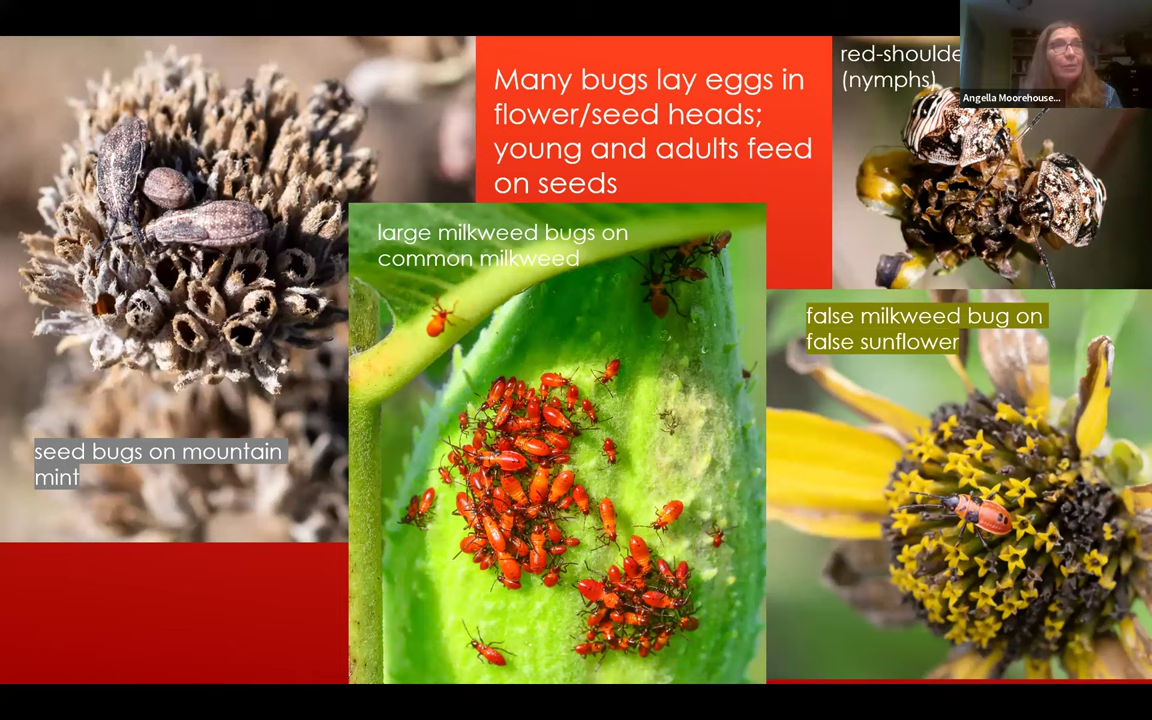 Many bugs lay eggs in
flower/seed heads;
young and adults feed
on seeds
red-shoulde
(nymphs)
Angella Moorehouse...
large milkweed bugs on
common milkweed
false milkweed bug on
false sunflower
seed bugs on mountain
mint